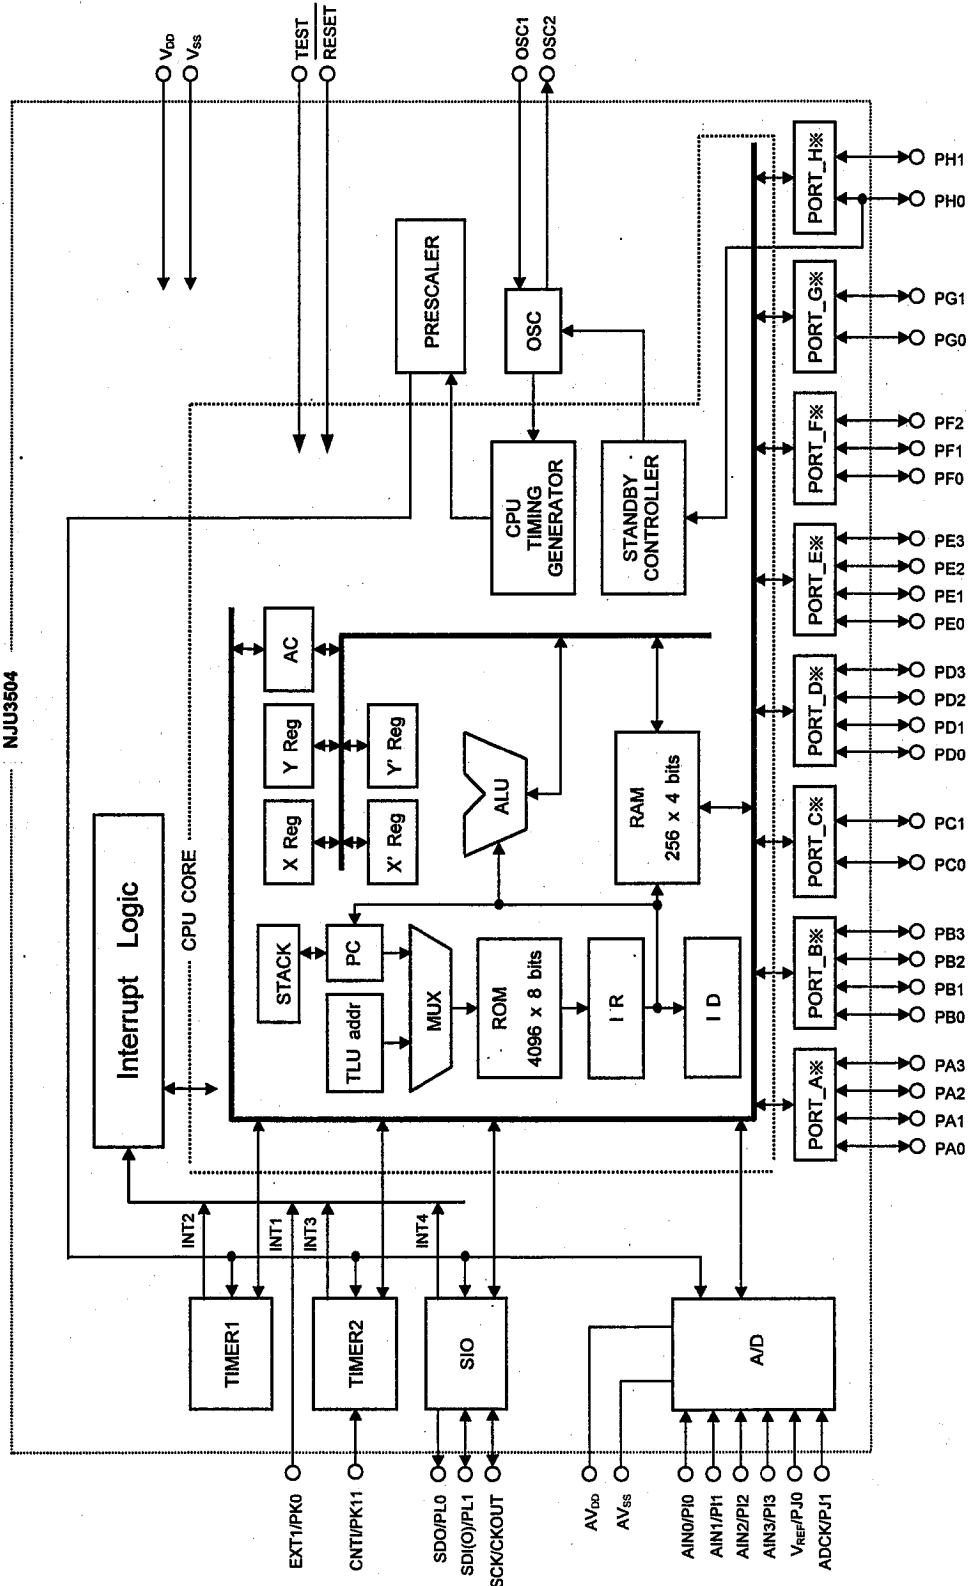 NJU3504
VDD
VSS
TEST
RESET
OSC1
OSC2
Interrupt Logic
CPU CORE
PRESCALER
OSC
CPU
TIMING
GENERATOR
STANDBY
CONTROLLER
AC
X Reg
Y Reg
X' Reg
Y' Reg
STACK
PC
TLU addr
MUX
ALU
ROM
4096 x 8 bits
RAM
256 x 4 bits
I R
I D
INT2
INT1
INT3
INT4
TIMER1
TIMER2
SIO
A/D
EXT1/PK0
CNTI/PK11
SDO/PL0
SDI(O)/PL1
SCK/CKOUT
AVDD
AVSS
AIN0/PI0
AIN1/PI1
AIN2/PI2
AIN3/PI3
VREF/PJ0
ADCK/PJ1
PORT_A※
PORT_B※
PORT_C※
PORT_D※
PORT_E※
PORT_F※
PORT_G※
PORT_H※
PA0
PA1
PA2
PA3
PB0
PB1
PB2
PB3
PC0
PC1
PD0
PD1
PD2
PD3
PE0
PE1
PE2
PE3
PF0
PF1
PF2
PG0
PG1
PH0
PH1